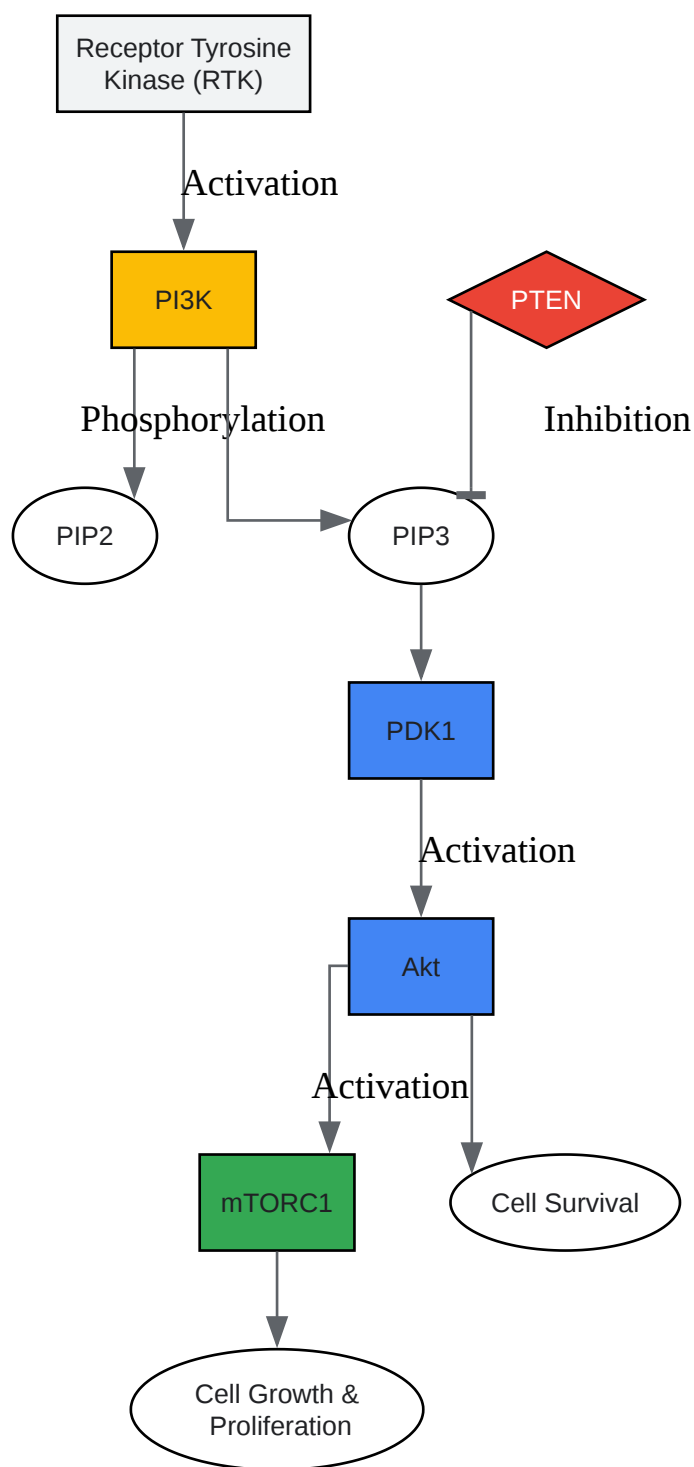 Receptor Tyrosine
Kinase (RTK)
Activation
PI3K
PTEN
Phosphorylation
Inhibition
PIP2
PIP3
PDK1
Activation
Akt
Activation
mTORC1
Cell Survival
Cell Growth &
Proliferation